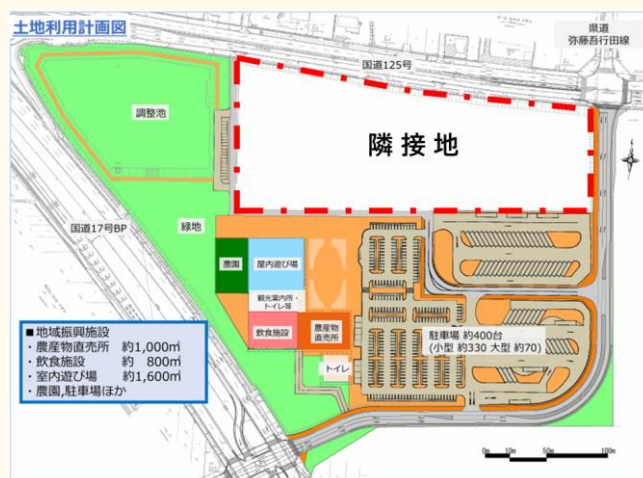 土地利用計画図
県道
弥藤吾行田線
国道125号
調整池
隣接地
国道17号BP
緑地
農園
屋内遊び場
観光案内所・
トイレ等
飲食施設
農産物
直売所
駐車場 約400台
(小型 約330 大型 約70)
トイレ
■地域振興施設
・農産物直売所 約1,000㎡
・飲食施設 約 800㎡
・室内遊び場 約1,600㎡
・農園,駐車場ほか
0m 10m 50m 100m